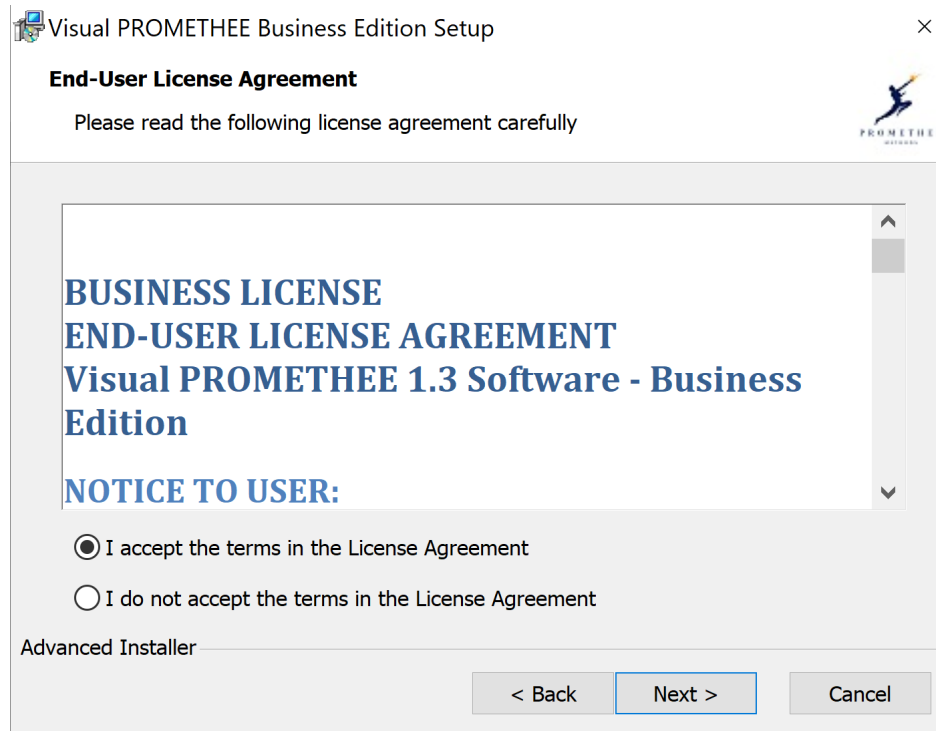 Visual PROMETHEE Business Edition Setup
End-User License Agreement
Please read the following license agreement carefully
PROMETHE
BUSINESS LICENSE
END-USER LICENSE AGREEMENT
Visual PROMETHEE 1.3 Software - Business
Edition
NOTICE TO USER:
I accept the terms in the License Agreement
I do not accept the terms in the License Agreement
Advanced Installer
< Back
Next >
Cancel